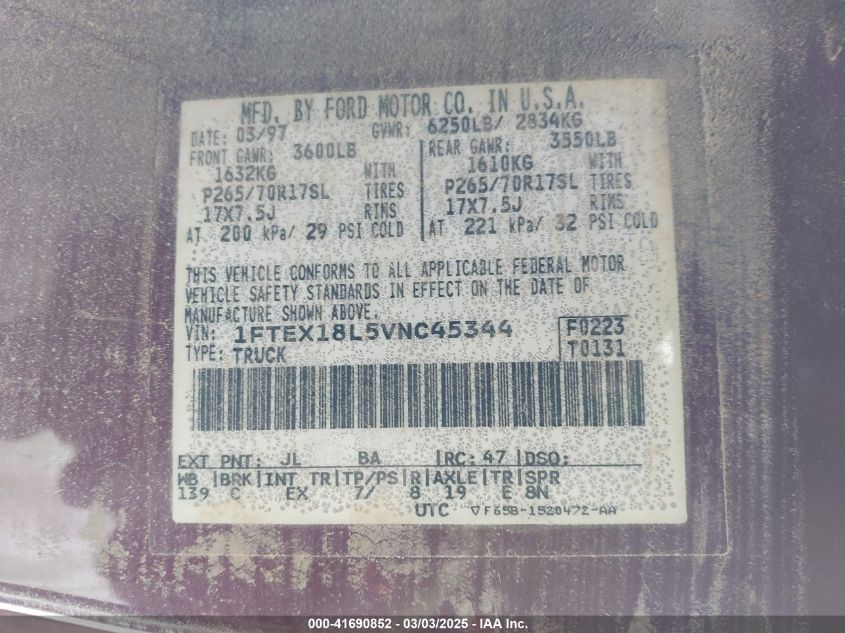 MFD. BY FORD MOTOR CO. IN U.S.A.
DATE: 03/97 GVWR: 6250LB/ 2834KG
FRONT GAWR: 3600LB REAR GAWR: 3550LB
1632KG WITH 1610KG WITH
P265/70R17SL TIRES P265/70R17SL TIRES
17X7.5J RIMS 17X7.5J RIMS
AT 200 kPa/ 29 PSI COLD AT 221 kPa/ 32 PSI COLD
THIS VEHICLE CONFORMS TO ALL APPLICABLE FEDERAL MOTOR
VEHICLE SAFETY STANDARDS IN EFFECT ON THE DATE OF
MANUFACTURE SHOWN ABOVE.
VIN: 1FTEX18L5VNC45344 F0223
TYPE: TRUCK T0131
EXT PNT: JL BA |RC: 47 |DSO:
WB |BRK|INT TR|TP/PS|R|AXLE|TR|SPR
139 C EX 7/ 8 19 E 8N
UTC ▽F65B-1520472-AA
000-41690852 - 03/03/2025 - IAA Inc.